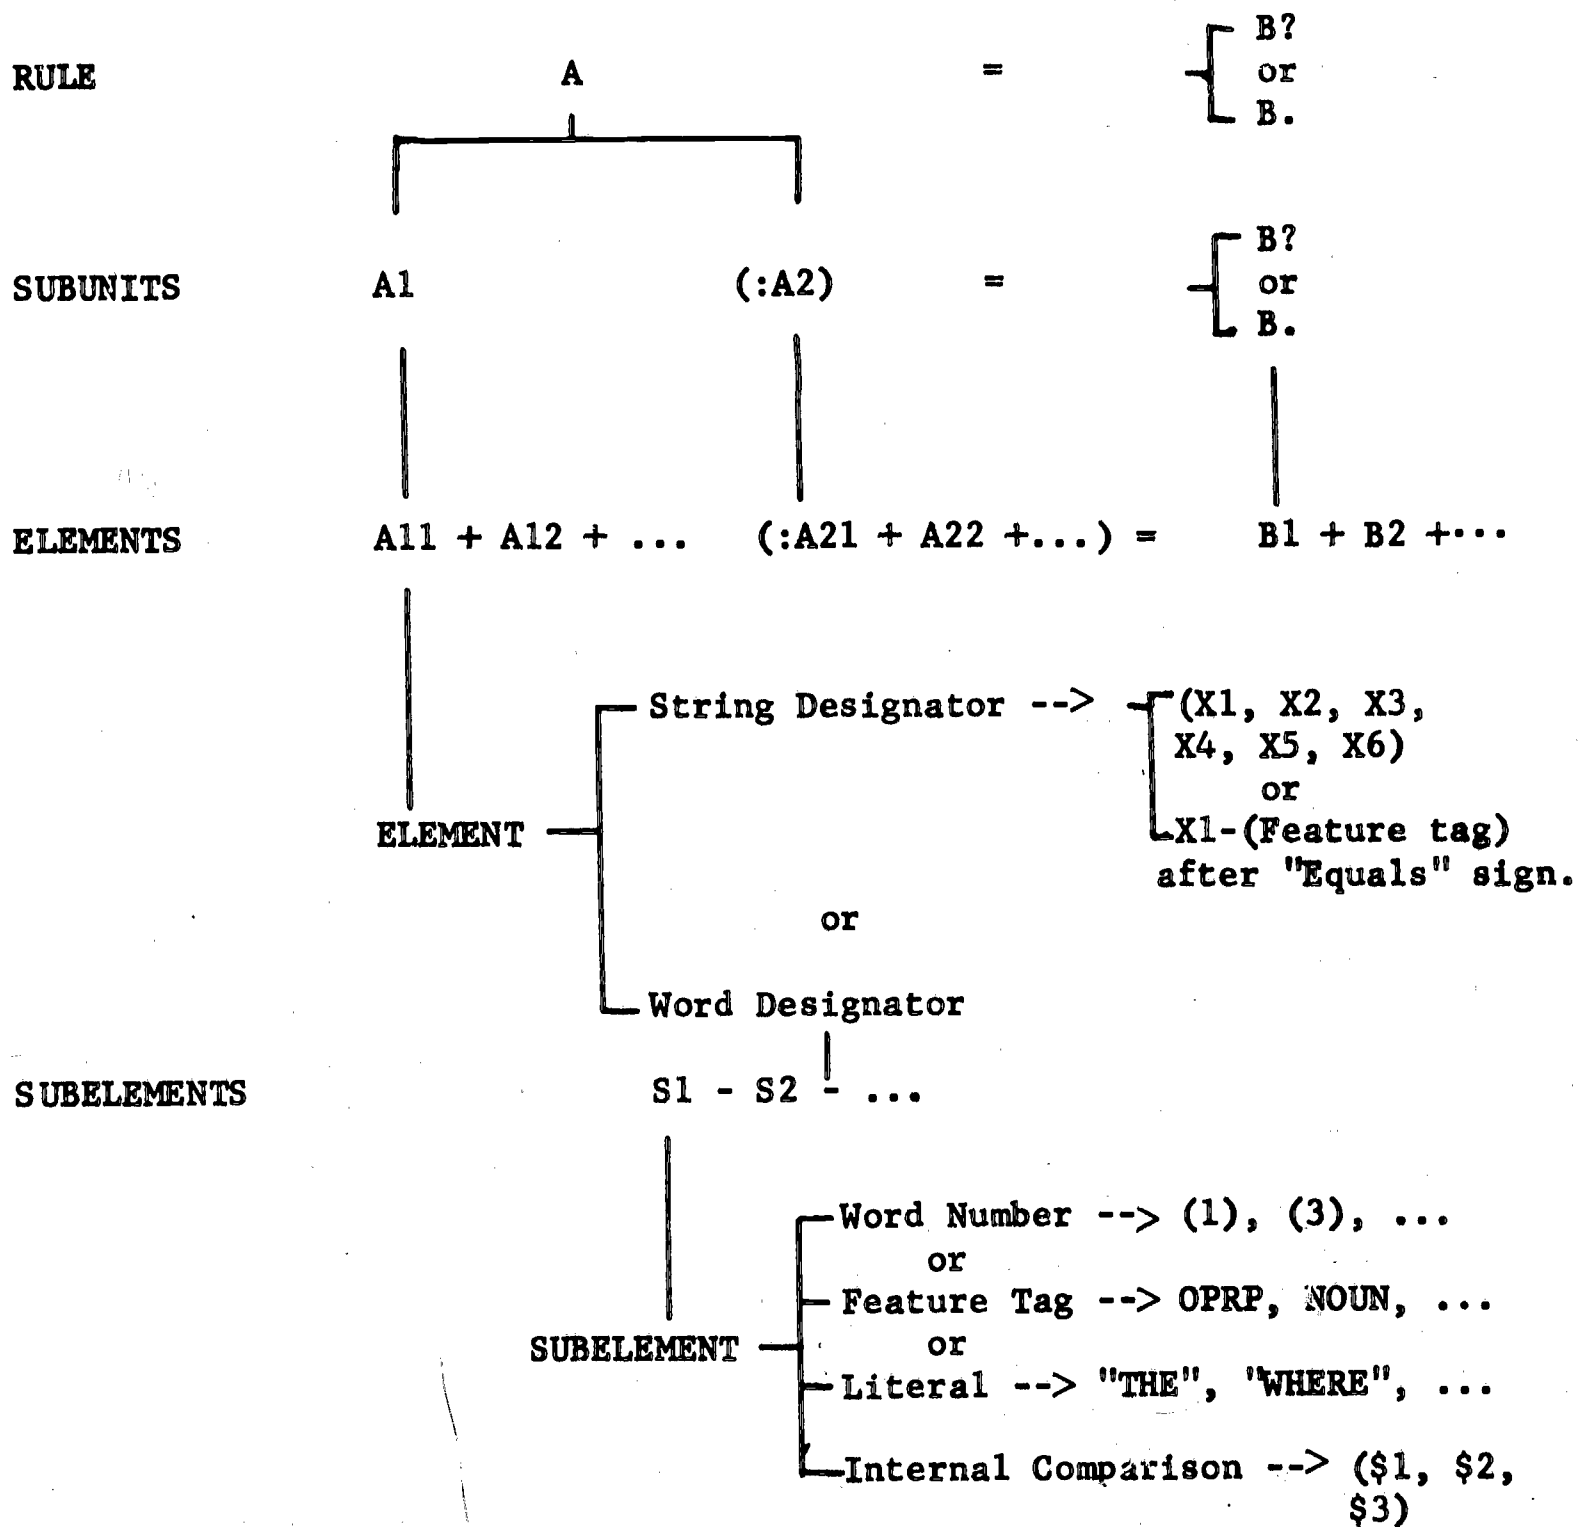 B?
RULE A = or
B.
B?
SUBUNITS A1 (:A2) = or
B.
ELEMENTS A11 + A12 + ... (:A21 + A22 +...) = B1 + B2 +...
String Designator --> (X1, X2, X3,
X4, X5, X6)
or
ELEMENT X1-(Feature tag)
after "Equals" sign.
or
Word Designator
SUBELEMENTS S1 - S2 - ...
Word Number --> (1), (3), ...
or
Feature Tag --> OPRP, NOUN, ...
SUBELEMENT or
Literal --> "THE", "WHERE", ...
Internal Comparison --> ($1, $2,
$3)